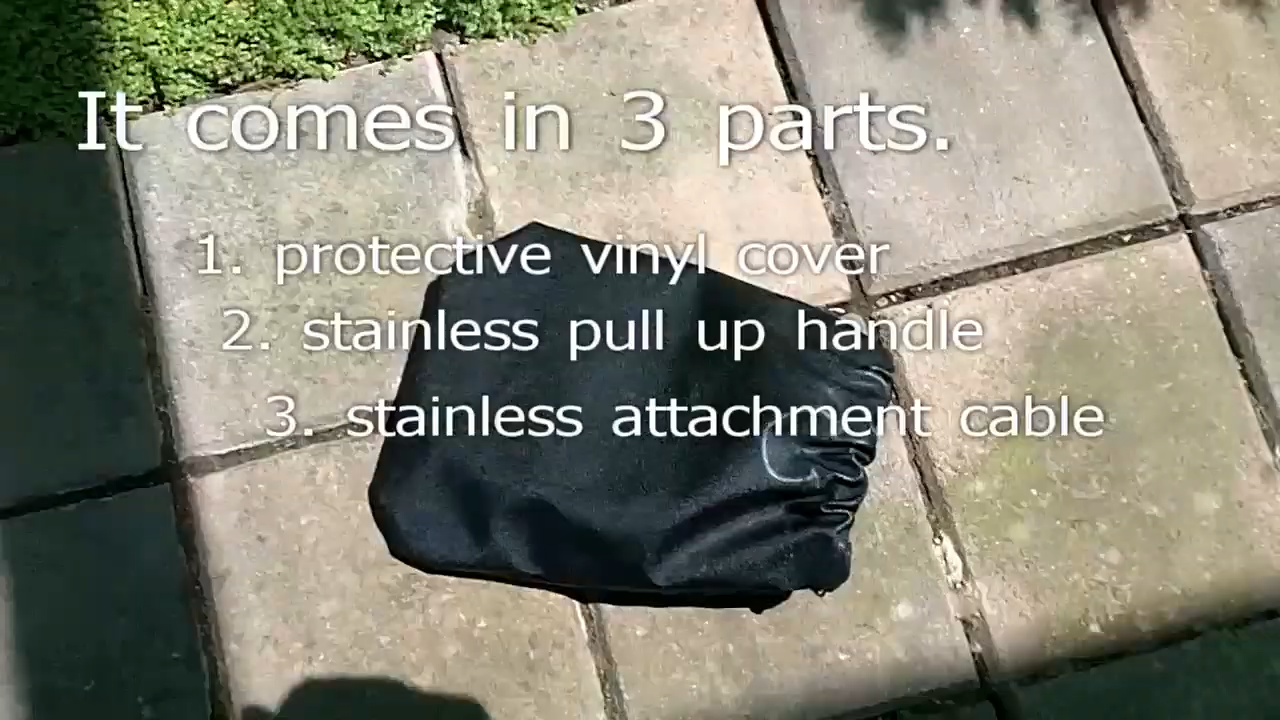 It comes in 3 parts.
1. protective vinyl cover
2. stainless pull up handle
3. stainless attachment cable